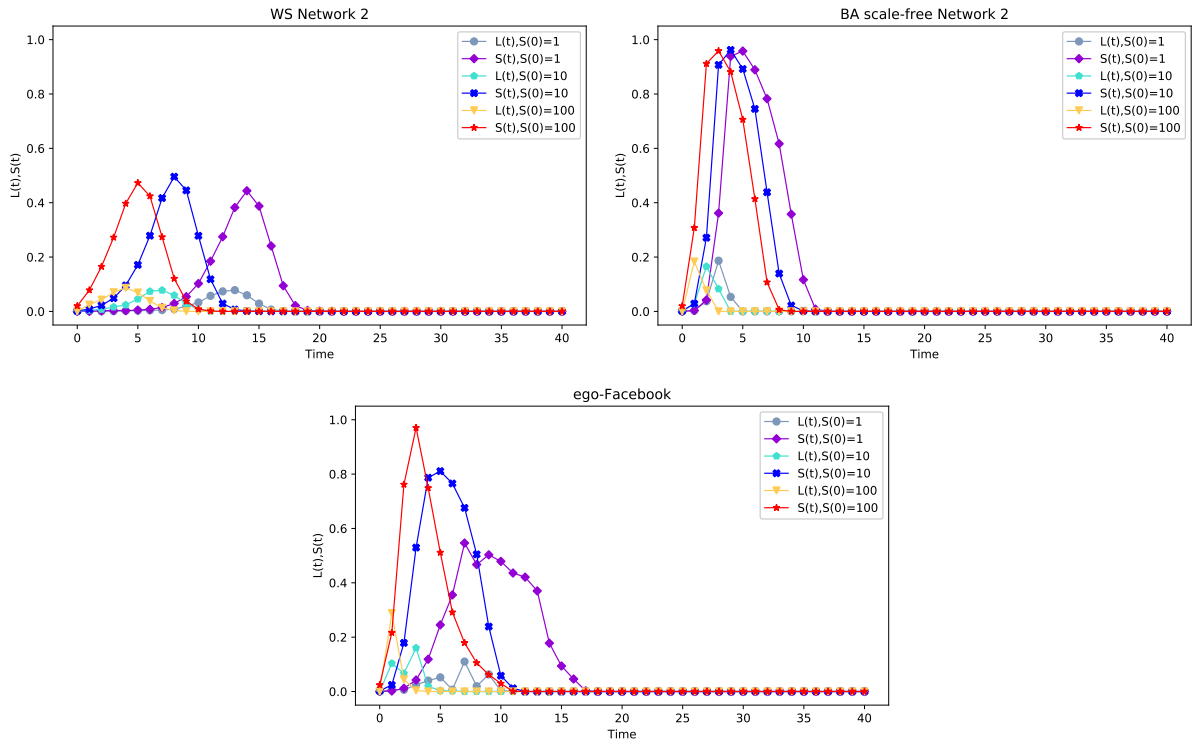 WS Network 2
1.0
0.8
0.6
0.4
0.2
0.0
L(t),S(t)
0 5 10 15 20 25 30 35 40
Time
L(t),S(0)=1
S(t),S(0)=1
L(t),S(0)=10
S(t),S(0)=10
L(t),S(0)=100
S(t),S(0)=100
BA scale-free Network 2
1.0
0.8
0.6
0.4
0.2
0.0
L(t),S(t)
0 5 10 15 20 25 30 35 40
Time
L(t),S(0)=1
S(t),S(0)=1
L(t),S(0)=10
S(t),S(0)=10
L(t),S(0)=100
S(t),S(0)=100
ego-Facebook
1.0
0.8
0.6
0.4
0.2
0.0
L(t),S(t)
0 5 10 15 20 25 30 35 40
Time
L(t),S(0)=1
S(t),S(0)=1
L(t),S(0)=10
S(t),S(0)=10
L(t),S(0)=100
S(t),S(0)=100